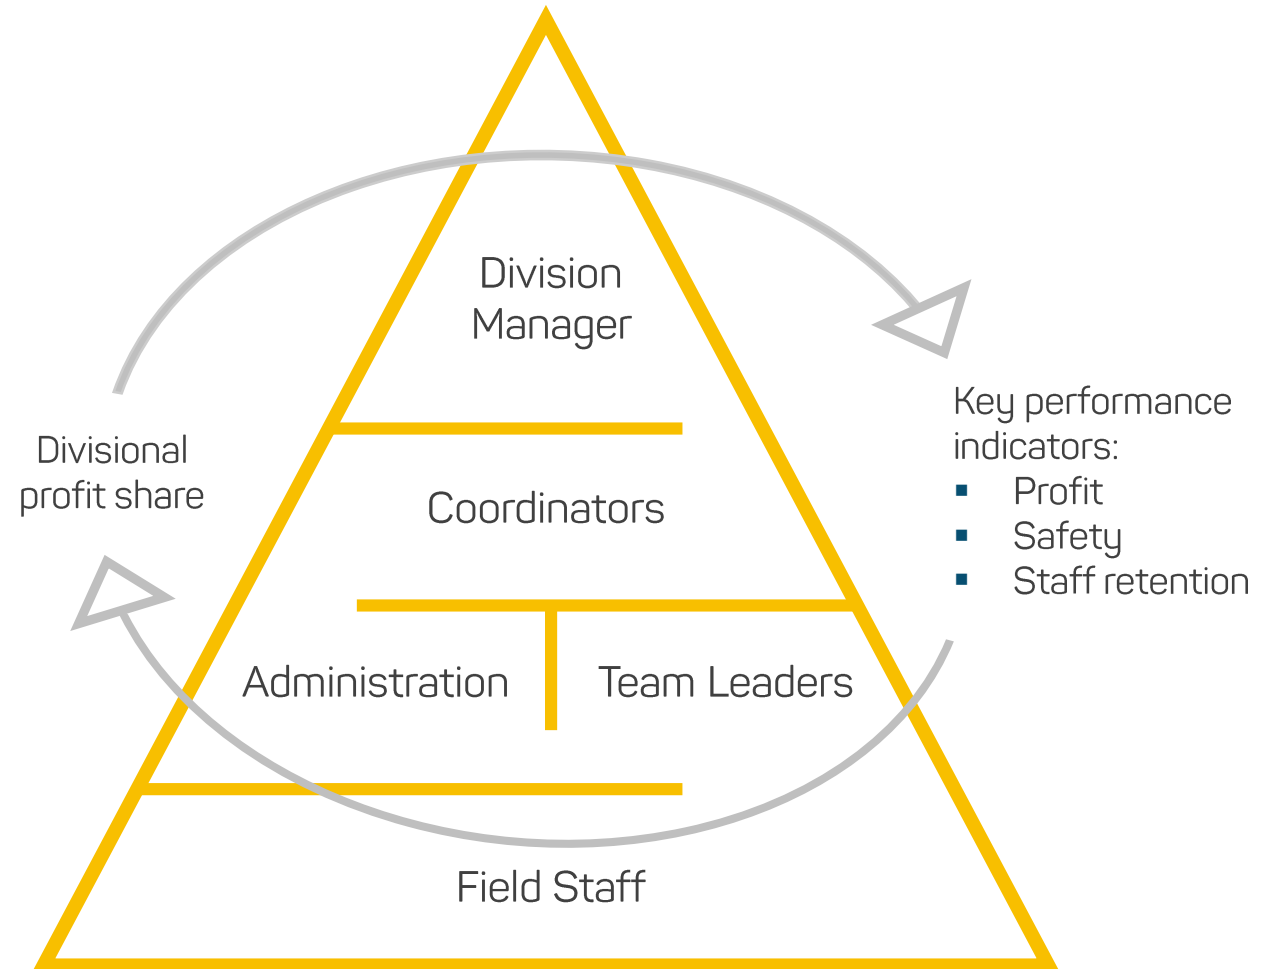 Division
Manager
Divisional
profit share
Key performance
indicators:
▪ Profit
▪ Safety
▪ Staff retention
Coordinators
Administration
Team Leaders
Field Staff